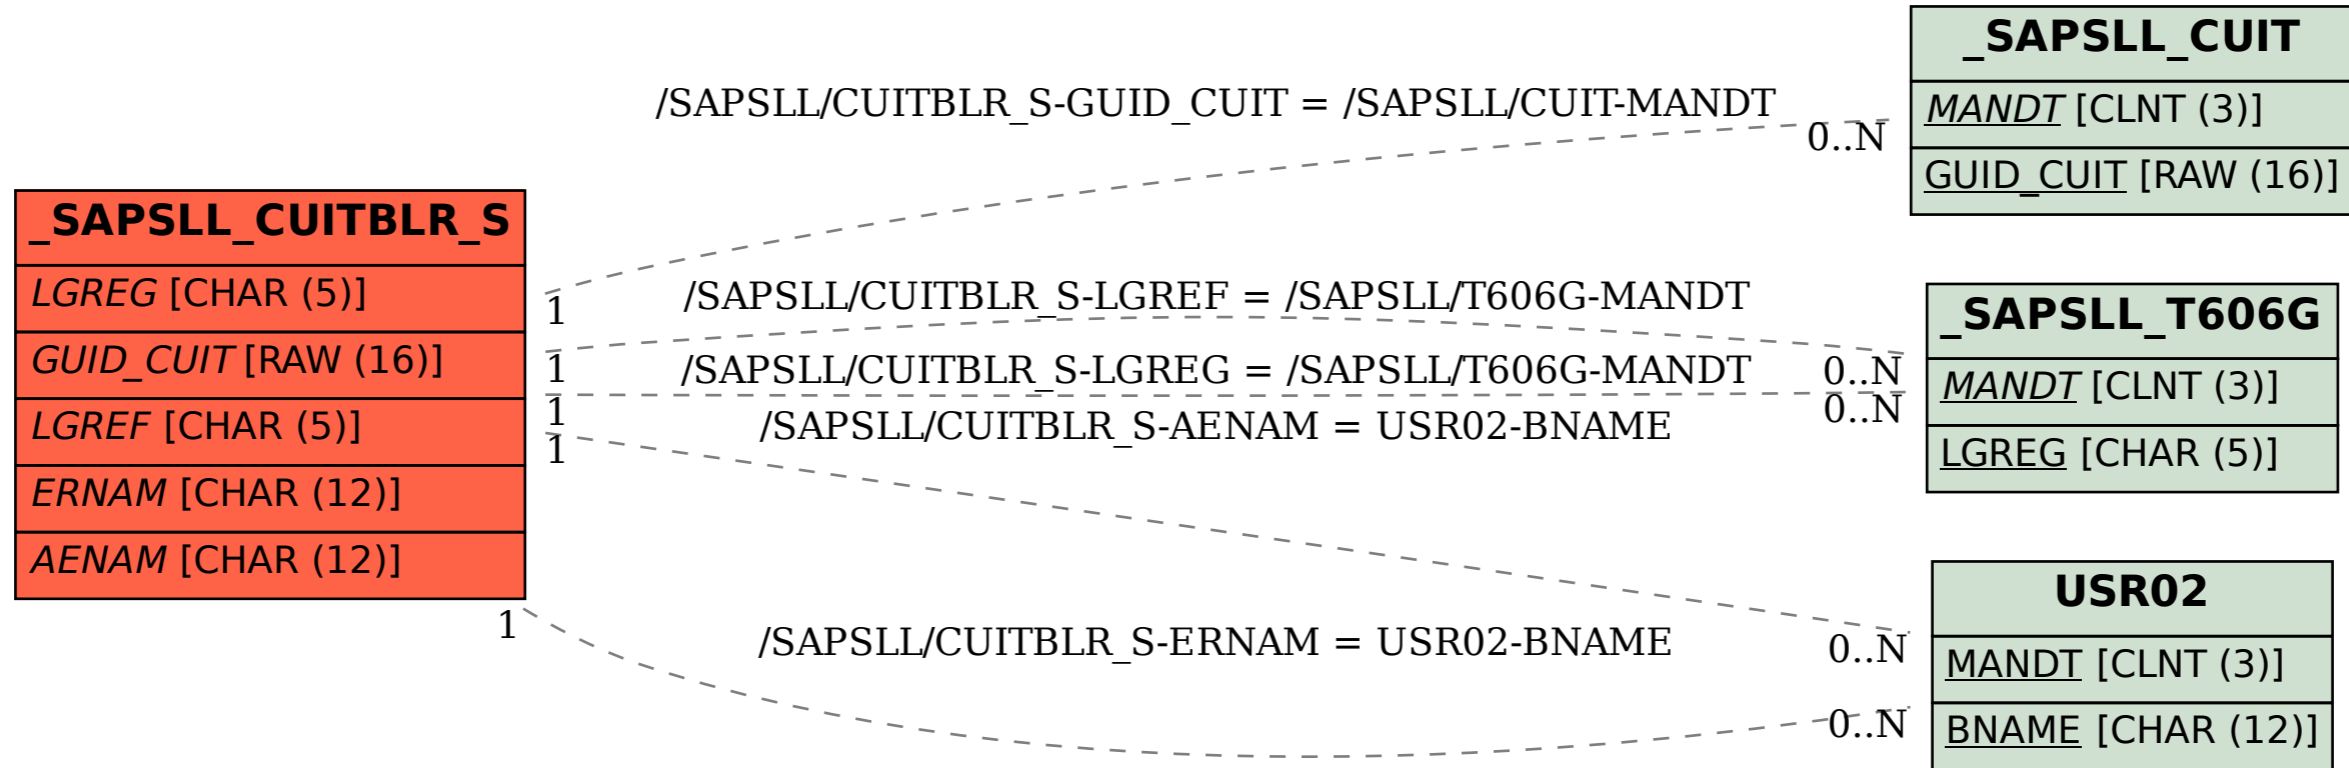 _SAPSLL_CUITBLR_S
LGREG [CHAR (5)]
GUID_CUIT [RAW (16)]
LGREF [CHAR (5)]
ERNAM [CHAR (12)]
AENAM [CHAR (12)]
/SAPSLL/CUITBLR_S-GUID_CUIT = /SAPSLL/CUIT-MANDT
1
0..N
/SAPSLL/CUITBLR_S-LGREF = /SAPSLL/T606G-MANDT
1
0..N
/SAPSLL/CUITBLR_S-LGREG = /SAPSLL/T606G-MANDT
1
0..N
/SAPSLL/CUITBLR_S-AENAM = USR02-BNAME
1
0..N
/SAPSLL/CUITBLR_S-ERNAM = USR02-BNAME
1
0..N
_SAPSLL_CUIT
MANDT [CLNT (3)]
GUID_CUIT [RAW (16)]
_SAPSLL_T606G
MANDT [CLNT (3)]
LGREG [CHAR (5)]
USR02
MANDT [CLNT (3)]
BNAME [CHAR (12)]